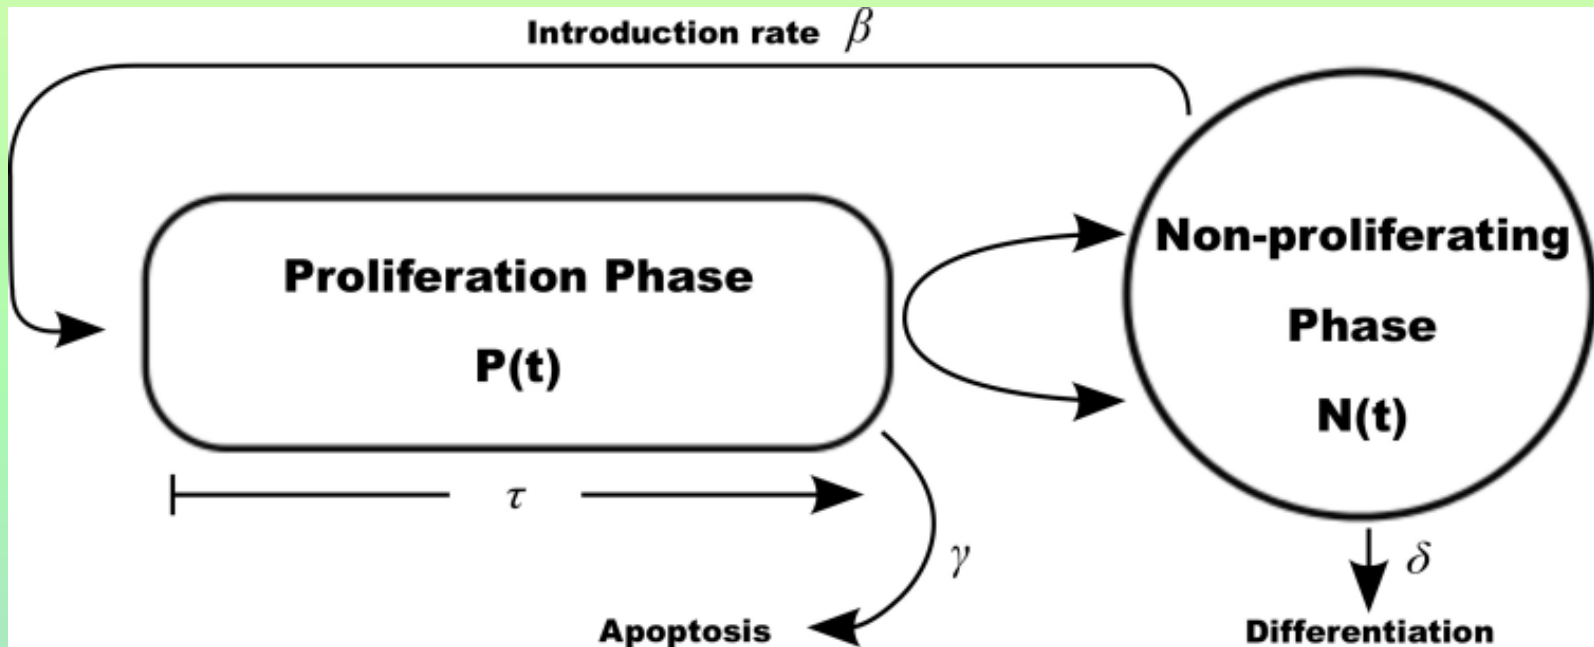 Introduction rate β
Proliferation Phase
P(t)
Non-proliferating
Phase
N(t)
τ
γ
δ
Apoptosis
Differentiation